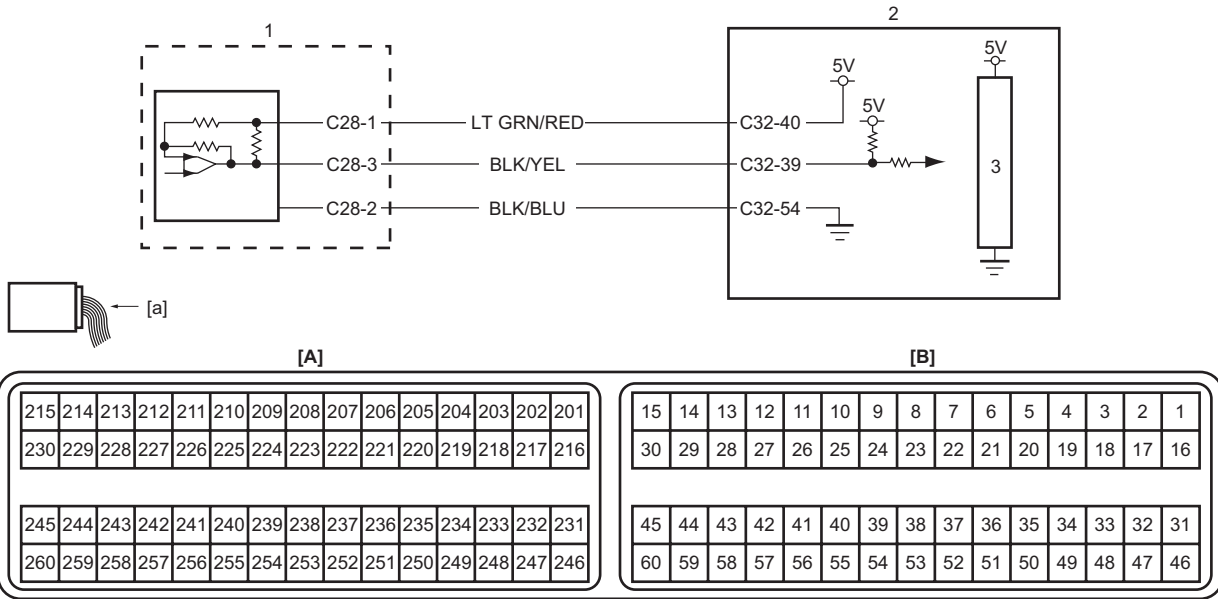 1
2
5V
5V
5V
C28-1
LT GRN/RED
C32-40
C28-3
BLK/YEL
C32-39
3
C28-2
BLK/BLU
C32-54
[a]
[A]
[B]
215 214 213 212 211 210 209 208 207 206 205 204 203 202 201
230 229 228 227 226 225 224 223 222 221 220 219 218 217 216
245 244 243 242 241 240 239 238 237 236 235 234 233 232 231
260 259 258 257 256 255 254 253 252 251 250 249 248 247 246
15 14 13 12 11 10 9 8 7 6 5 4 3 2 1
30 29 28 27 26 25 24 23 22 21 20 19 18 17 16
45 44 43 42 41 40 39 38 37 36 35 34 33 32 31
60 59 58 57 56 55 54 53 52 51 50 49 48 47 46